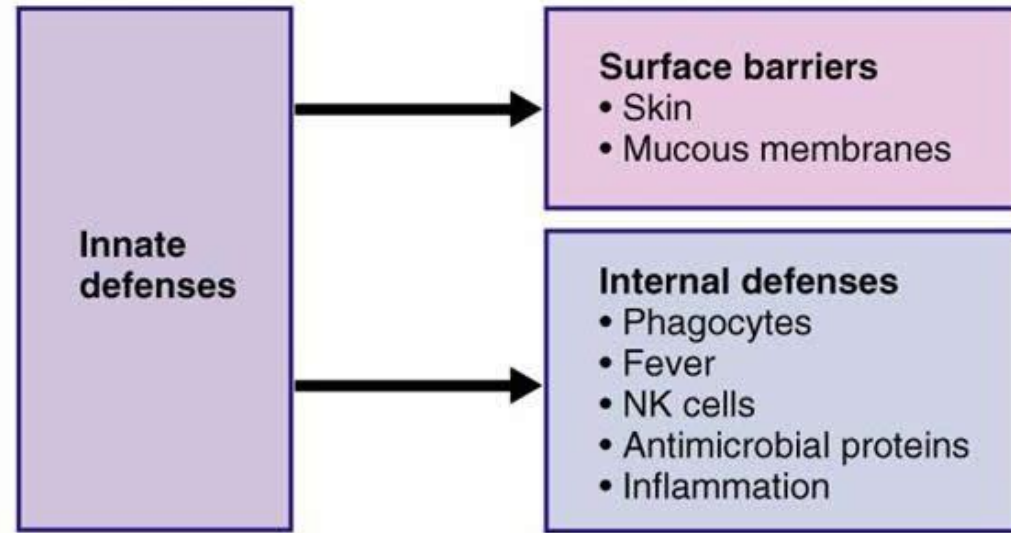 Innate
defenses
Surface barriers
• Skin
• Mucous membranes
Internal defenses
• Phagocytes
• Fever
• NK cells
• Antimicrobial proteins
• Inflammation